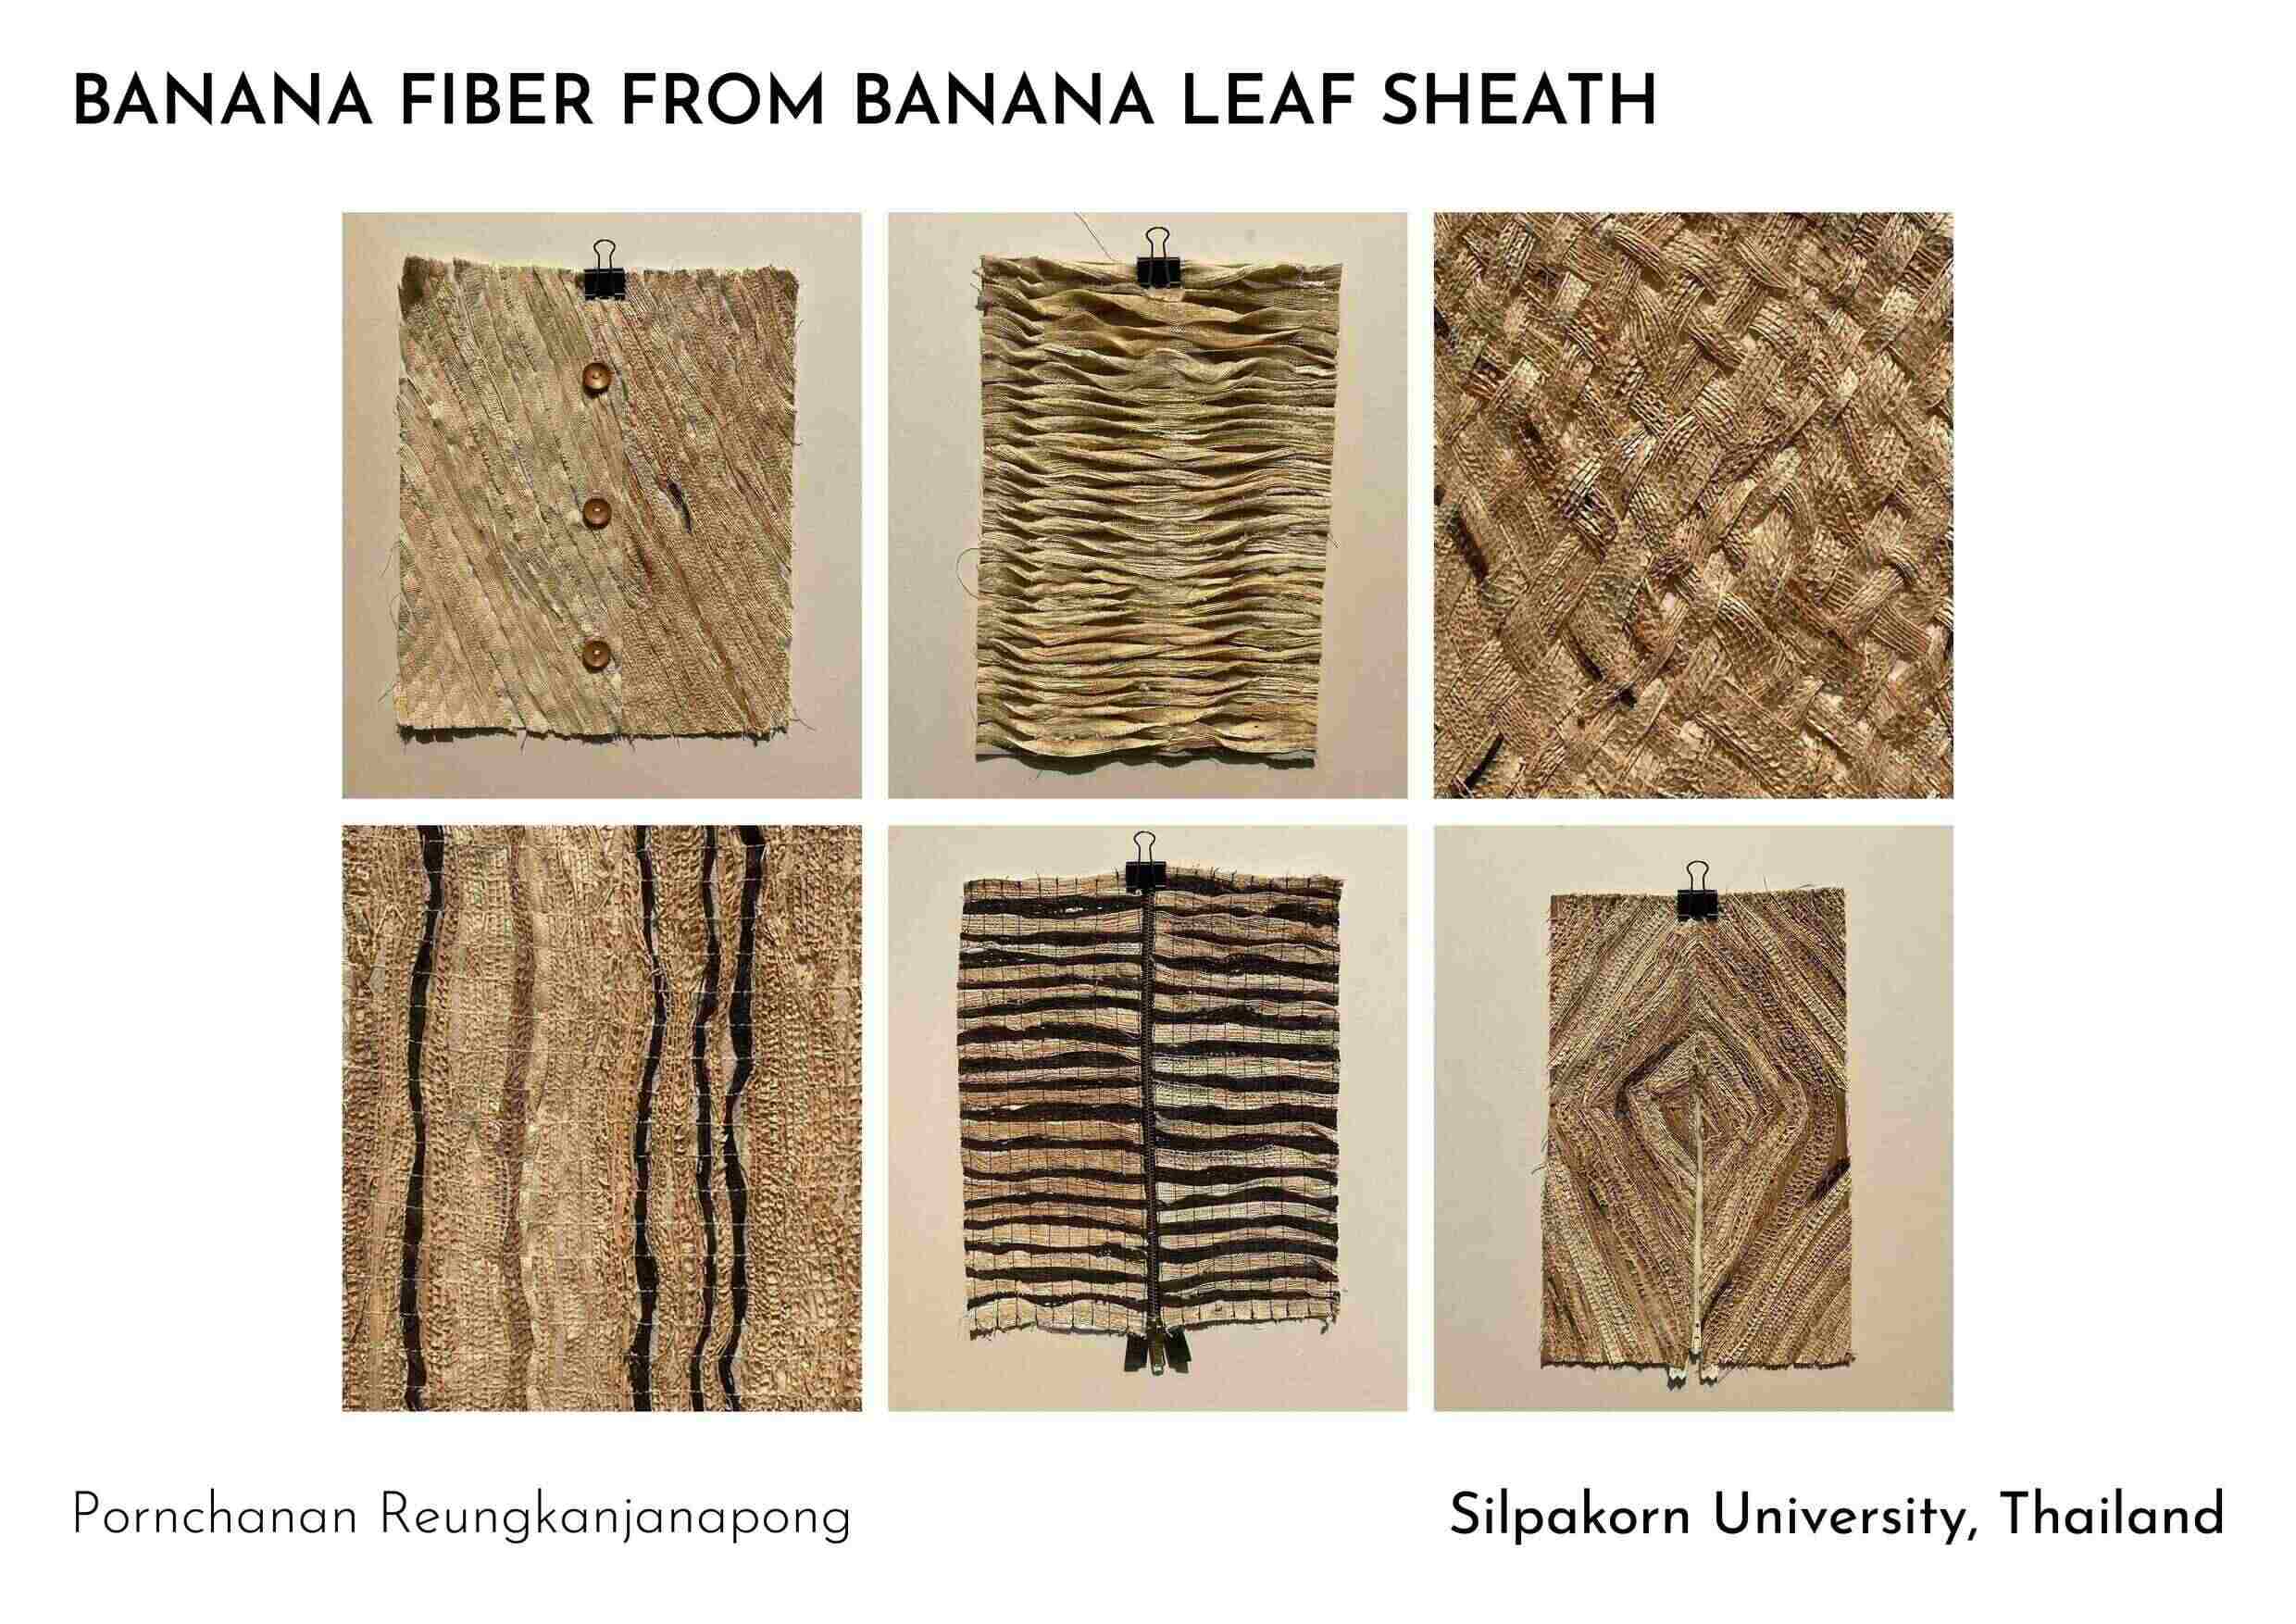 BANANA FIBER FROM BANANA LEAF SHEATH
Pornchanan Reungkanjanapong
Silpakorn University, Thailand